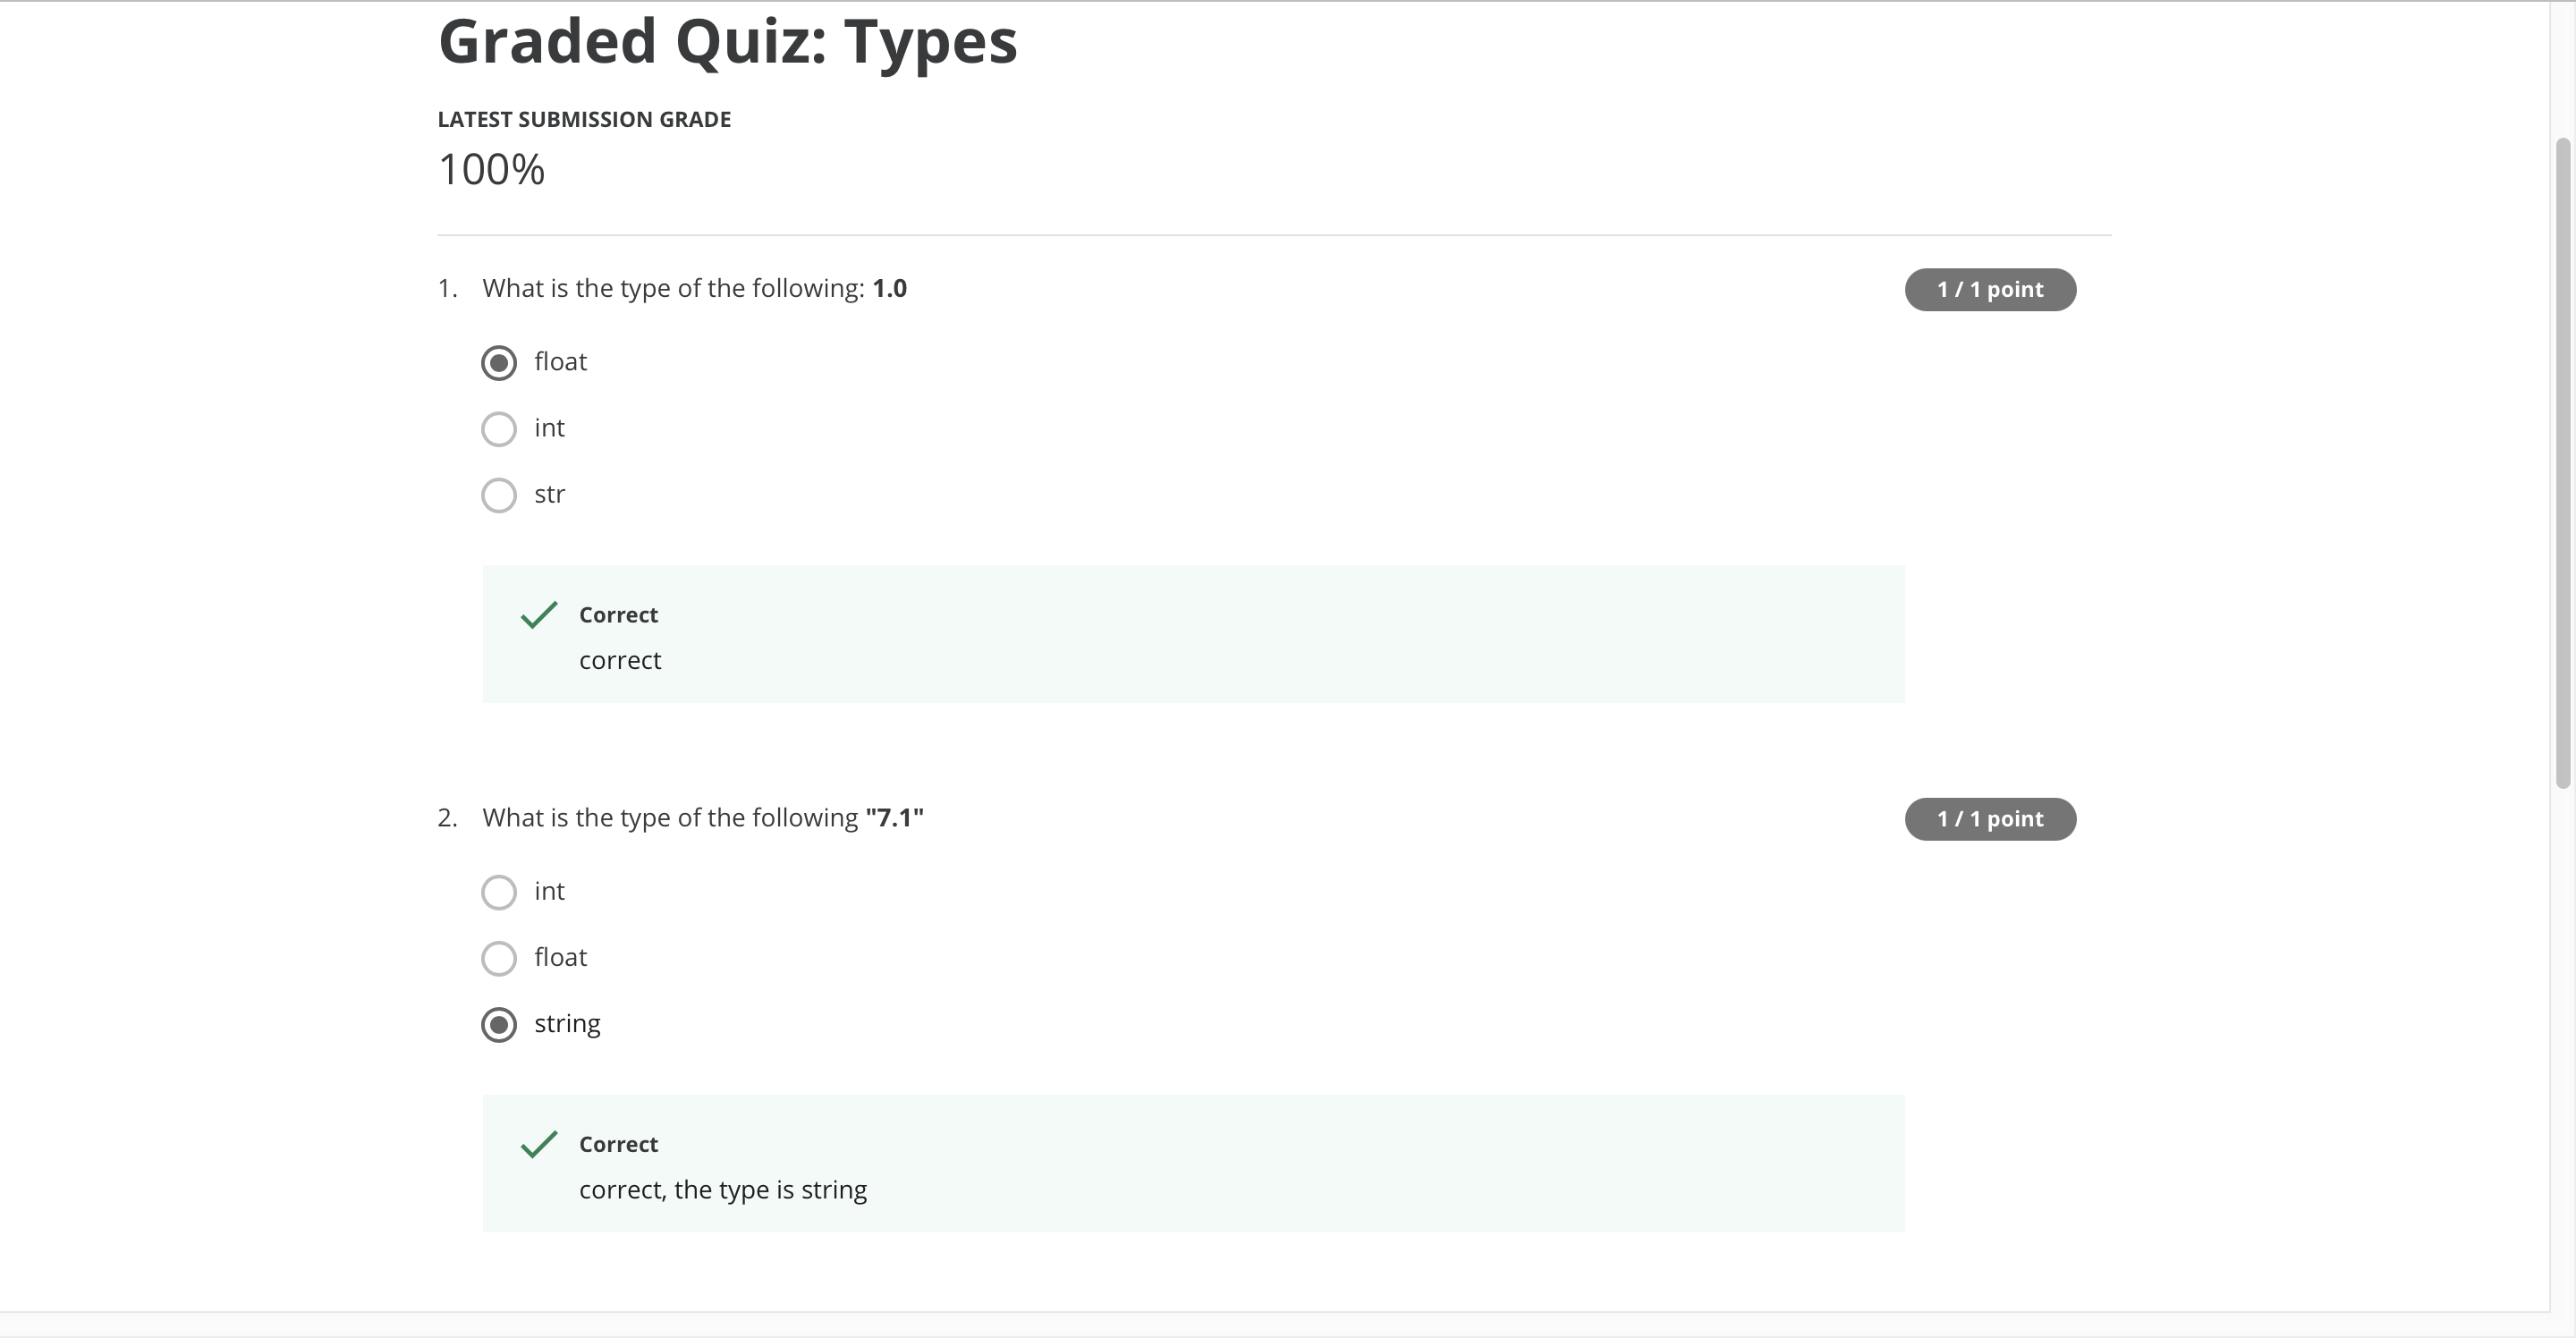 Graded Quiz: Types
LATEST SUBMISSION GRADE
100%
1. What is the type of the following: 1.0
1 / 1 point
float
int
str
Correct
correct
2. What is the type of the following "7.1"
1 / 1 point
int
float
string
Correct
correct, the type is string